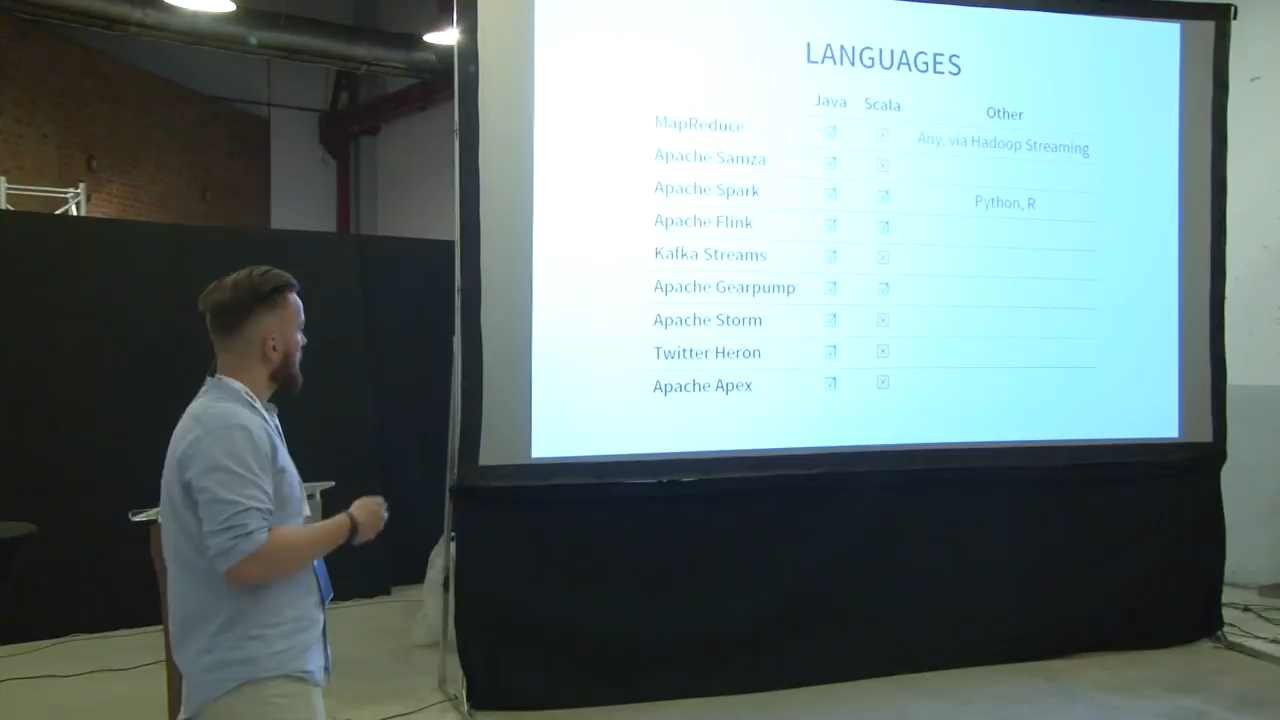 LANGUAGES
Java Scala Other
MapReduce ☑ ☒ Any, via Hadoop Streaming
Apache Samza ☑ ☒
Apache Spark ☑ ☑ Python, R
Apache Flink ☑ ☑
Kafka Streams ☑ ☒
Apache Gearpump ☑ ☑
Apache Storm ☑ ☒
Twitter Heron ☑ ☒
Apache Apex ☑ ☒